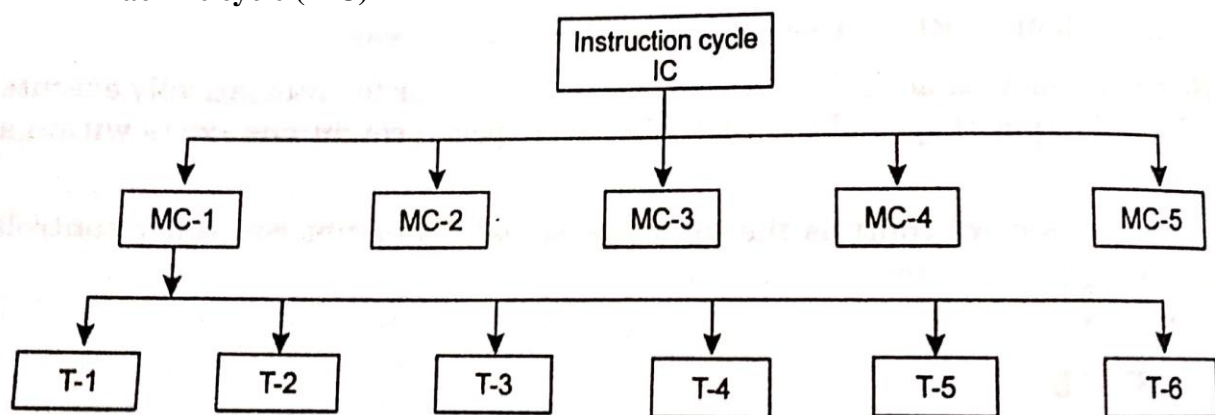 Instruction cycle
IC
MC-1
MC-2
MC-3
MC-4
MC-5
T-1
T-2
T-3
T-4
T-5
T-6